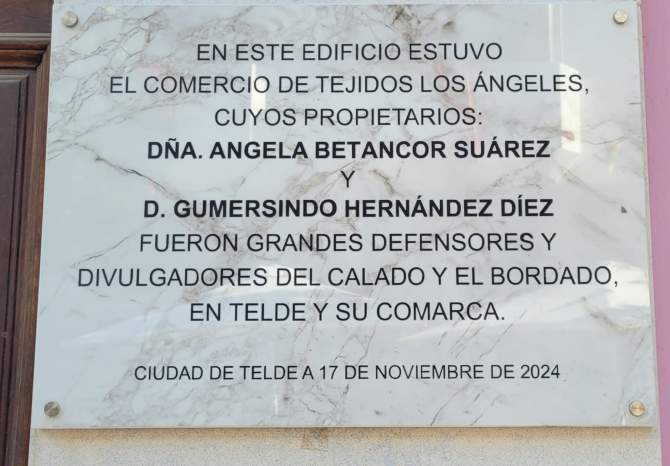 EN ESTE EDIFICIO ESTUVO
EL COMERCIO DE TEJIDOS LOS ÁNGELES,
CUYOS PROPIETARIOS:
DÑA. ANGELA BETANCOR SUÁREZ
Y
D. GUMERSINDO HERNÁNDEZ DÍEZ
FUERON GRANDES DEFENSORES Y
DIVULGADORES DEL CALADO Y EL BORDADO,
EN TELDE Y SU COMARCA.
CIUDAD DE TELDE A 17 DE NOVIEMBRE DE 2024